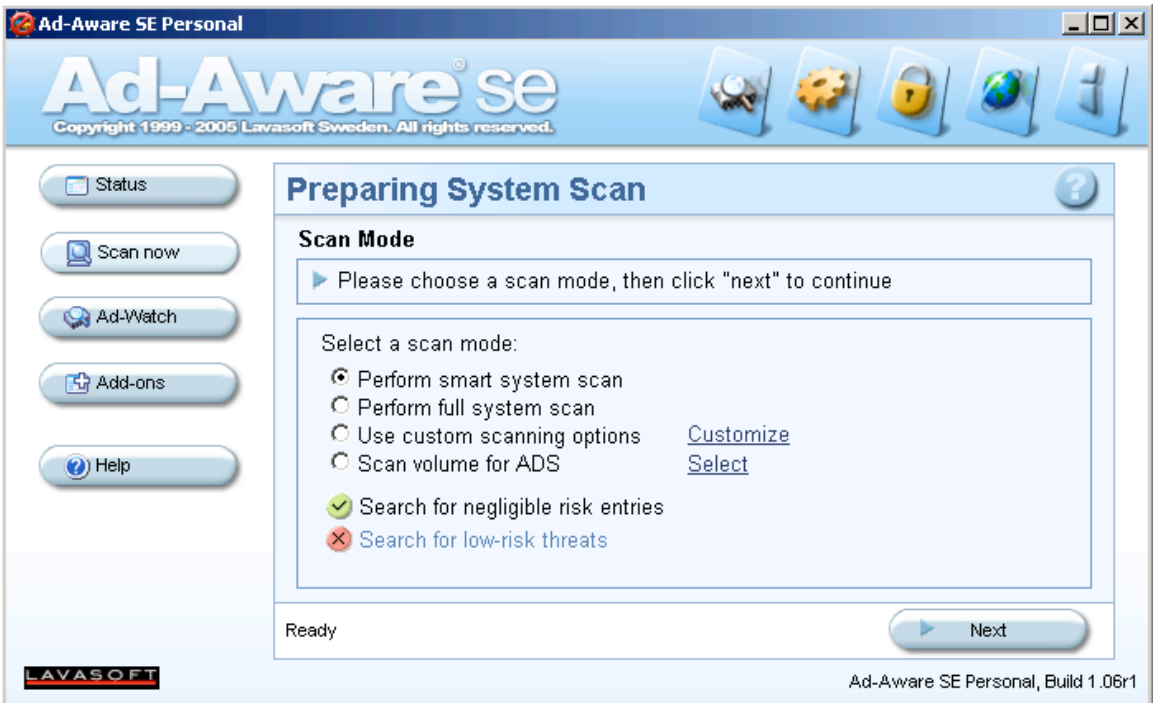 Ad-Aware SE Personal
Ad-Aware® se
Copyright 1999 - 2005 Lavasoft Sweden. All rights reserved.
Status
Scan now
Ad-Watch
Add-ons
Help
Preparing System Scan
?
Scan Mode
Please choose a scan mode, then click "next" to continue
Select a scan mode:
Perform smart system scan
Perform full system scan
Use custom scanning options Customize
Scan volume for ADS Select
Search for negligible risk entries
Search for low-risk threats
Ready
Next
LAVASOFT
Ad-Aware SE Personal, Build 1.06r1